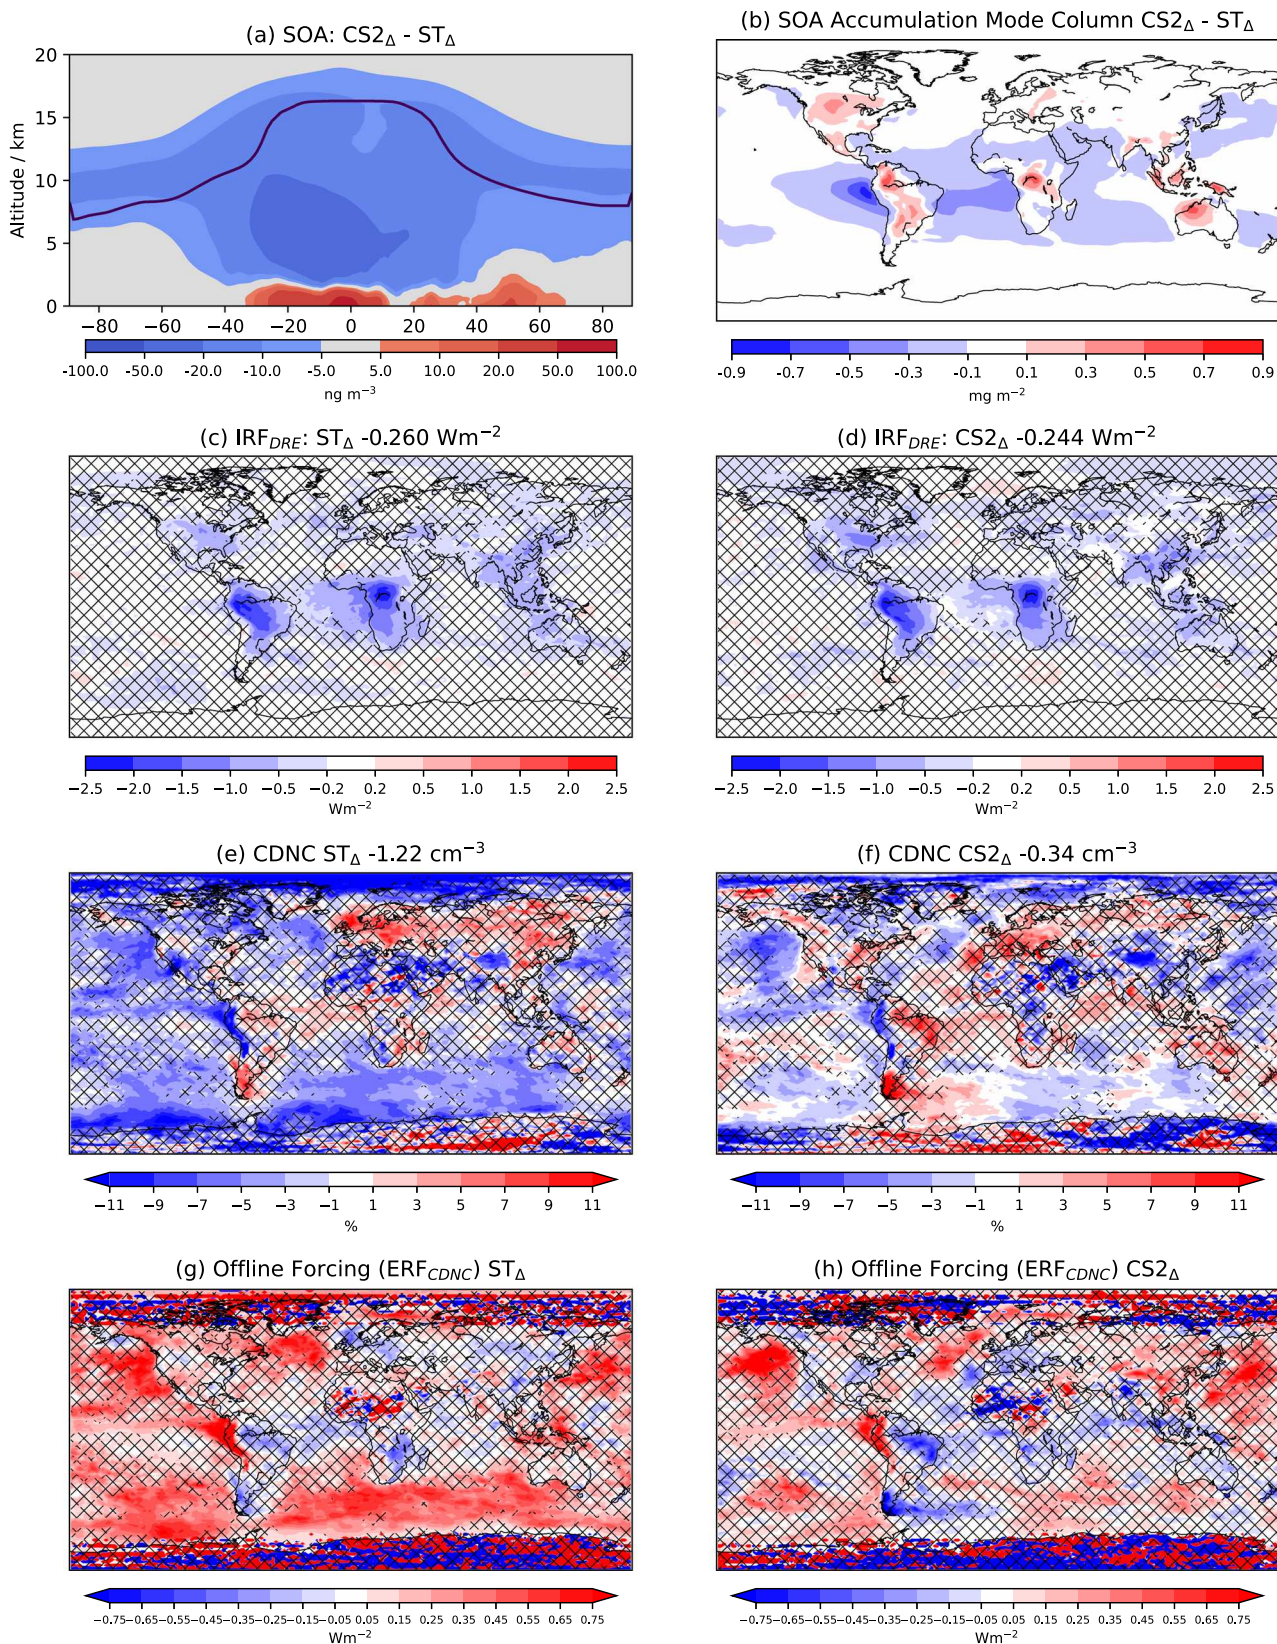 (a) SOA: CS2Δ - STΔ
20
15
10
5
0
Altitude / km
−80 −60 −40 −20 0 20 40 60 80
-100.0 -50.0 -20.0 -10.0 -5.0 5.0 10.0 20.0 50.0 100.0
ng m⁻³
(b) SOA Accumulation Mode Column CS2Δ - STΔ
-0.9 -0.7 -0.5 -0.3 -0.1 0.1 0.3 0.5 0.7 0.9
mg m⁻²
(c) IRF_DRE: STΔ -0.260 Wm⁻²
−2.5 −2.0 −1.5 −1.0 −0.5 −0.2 0.2 0.5 1.0 1.5 2.0 2.5
Wm⁻²
(d) IRF_DRE: CS2Δ -0.244 Wm⁻²
−2.5 −2.0 −1.5 −1.0 −0.5 −0.2 0.2 0.5 1.0 1.5 2.0 2.5
Wm⁻²
(e) CDNC STΔ -1.22 cm⁻³
−11 −9 −7 −5 −3 −1 1 3 5 7 9 11
%
(f) CDNC CS2Δ -0.34 cm⁻³
−11 −9 −7 −5 −3 −1 1 3 5 7 9 11
%
(g) Offline Forcing (ERF_CDNC) STΔ
−0.75 −0.65 −0.55 −0.45 −0.35 −0.25 −0.15 −0.05 0.05 0.15 0.25 0.35 0.45 0.55 0.65 0.75
Wm⁻²
(h) Offline Forcing (ERF_CDNC) CS2Δ
−0.75 −0.65 −0.55 −0.45 −0.35 −0.25 −0.15 −0.05 0.05 0.15 0.25 0.35 0.45 0.55 0.65 0.75
Wm⁻²